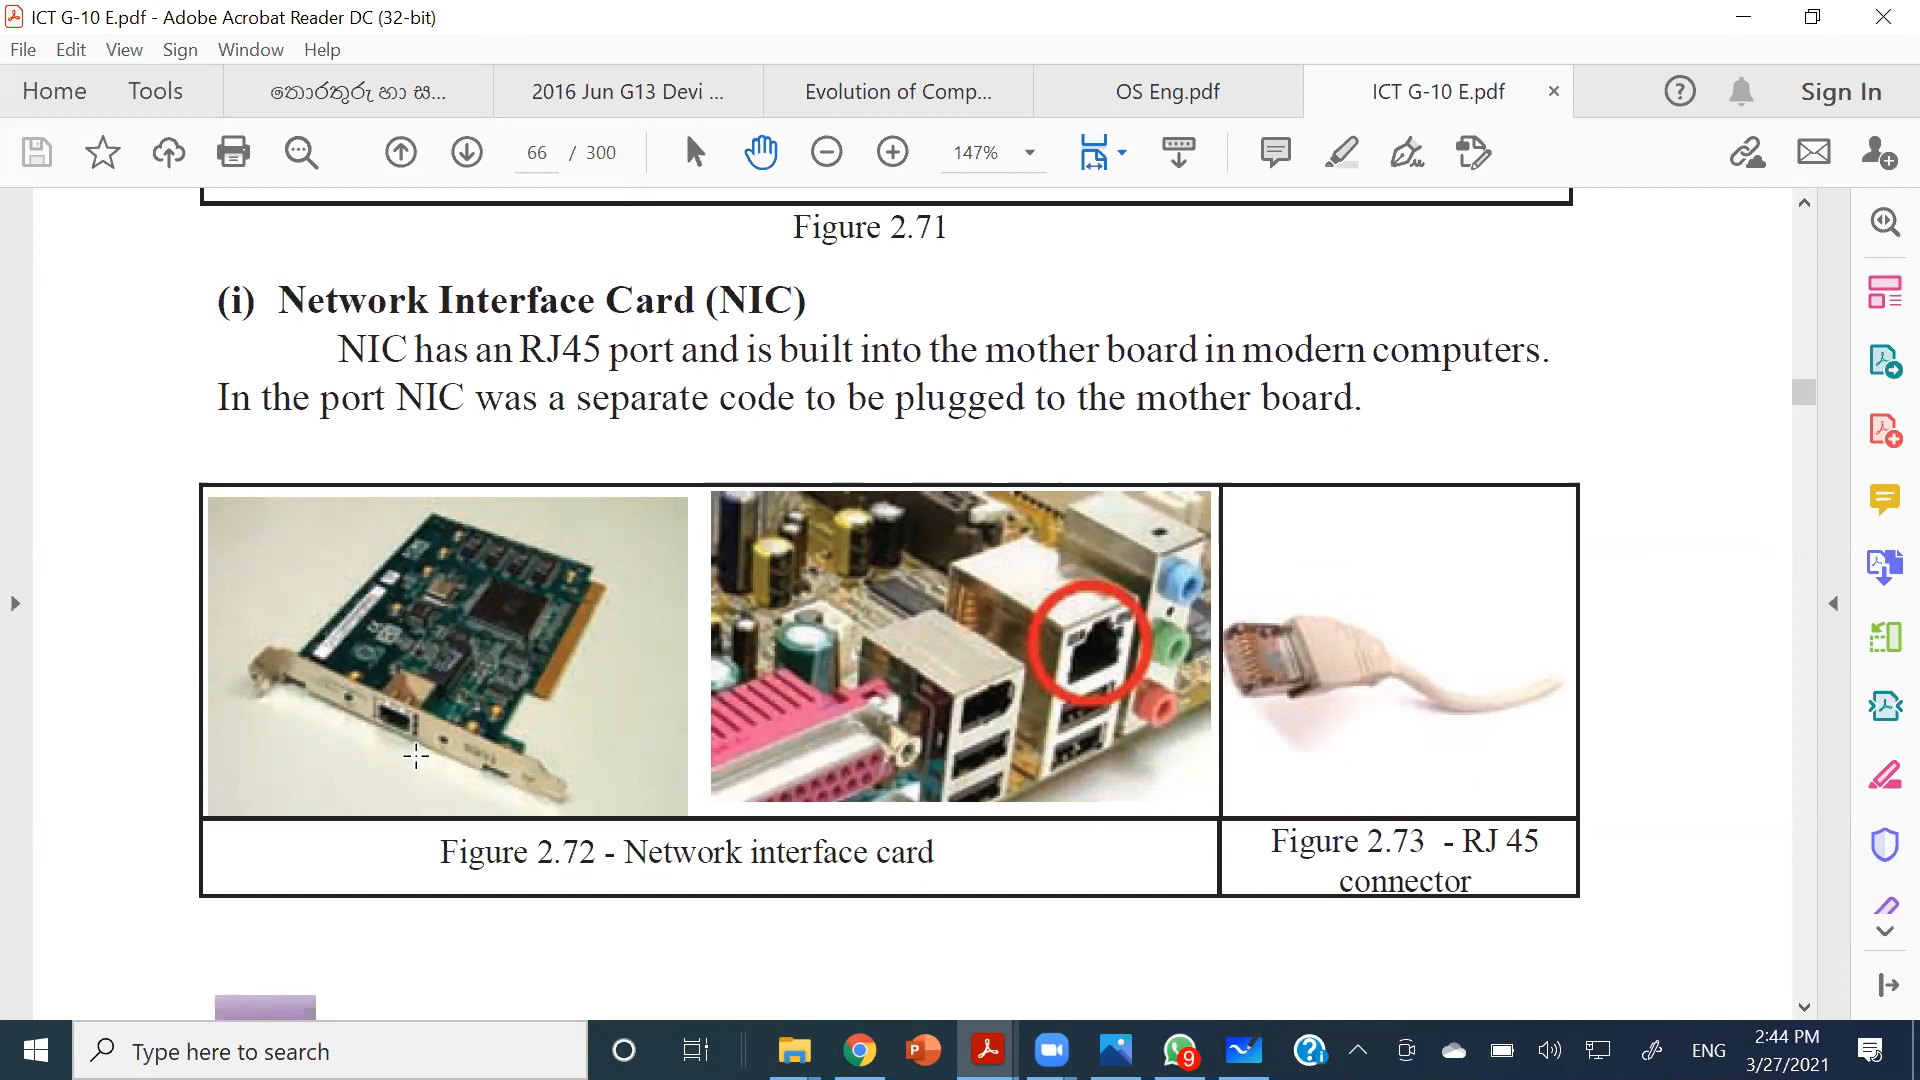 ICT G-10 E.pdf - Adobe Acrobat Reader DC (32-bit)
File Edit View Sign Window Help
Home Tools තොරතුරු හා ස... 2016 Jun G13 Devi ... Evolution of Comp... OS Eng.pdf ICT G-10 E.pdf × Sign In
66 / 300 147%
Figure 2.71
(i) Network Interface Card (NIC)
NIC has an RJ45 port and is built into the mother board in modern computers.
In the port NIC was a separate code to be plugged to the mother board.
Figure 2.72 - Network interface card
Figure 2.73 - RJ 45
connector
Type here to search
9
ENG
2:44 PM
3/27/2021